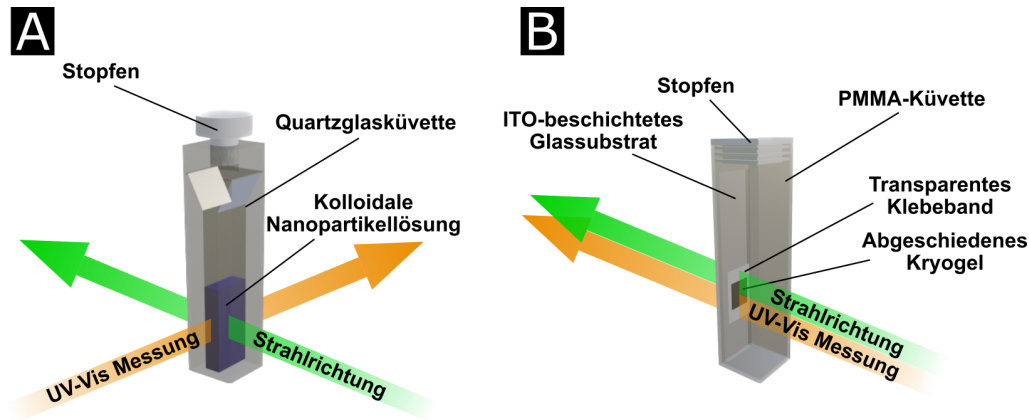 A
Stopfen
Quartzglasküvette
Kolloidale
Nanopartikellösung
UV-Vis Messung
Strahlrichtung
B
Stopfen
ITO-beschichtetes
Glassubstrat
PMMA-Küvette
Transparentes
Klebeband
Abgeschiedenes
Kryogel
Strahlrichtung
UV-Vis Messung